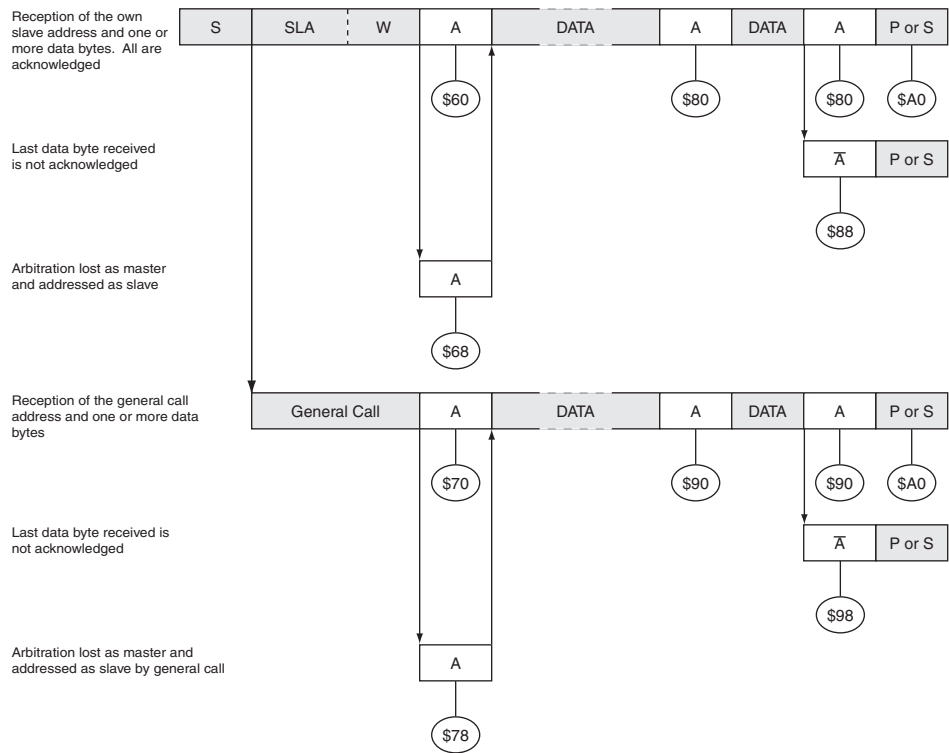 Reception of the own
slave address and one or
more data bytes. All are
acknowledged
S SLA W A DATA A DATA A P or S
$60 $80 $80 $A0
Last data byte received
is not acknowledged
A̅ P or S
$88
Arbitration lost as master
and addressed as slave
A
$68
Reception of the general call
address and one or more data
bytes
General Call A DATA A DATA A P or S
$70 $90 $90 $A0
Last data byte received is
not acknowledged
A̅ P or S
$98
Arbitration lost as master and
addressed as slave by general call
A
$78